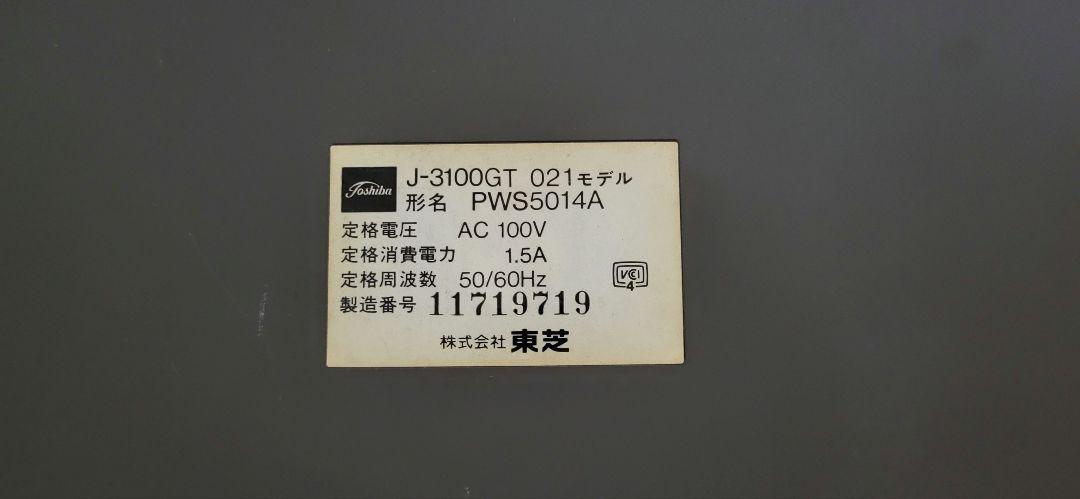 Toshiba
J-3100GT 021モデル
形名 PWS5014A
定格電圧 AC 100V
定格消費電力 1.5A
定格周波数 50/60Hz
VCCI
4
製造番号 11719719
株式会社 東芝